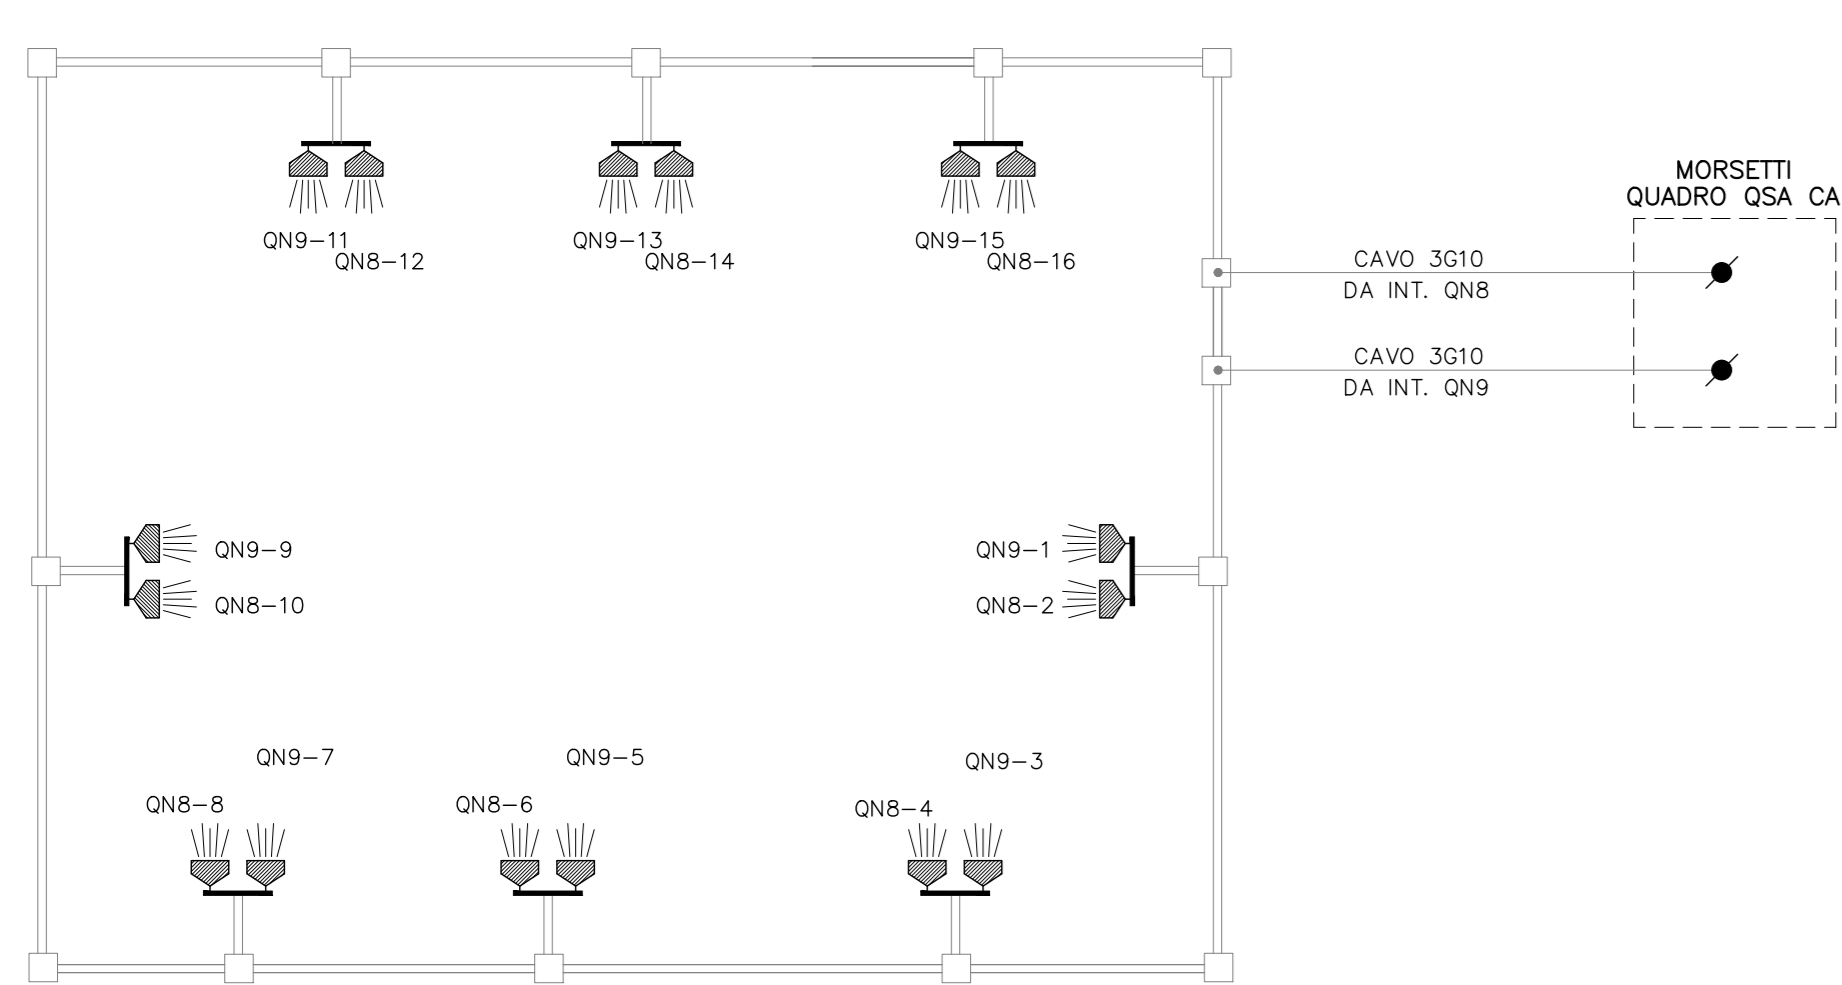 MORSETTI
QUADRO QSA CA
QN9-11
QN8-12
QN9-13
QN8-14
QN9-15
QN8-16
CAVO 3G10
DA INT. QN8
CAVO 3G10
DA INT. QN9
QN9-9
QN8-10
QN9-1
QN8-2
QN9-7
QN8-8
QN9-5
QN8-6
QN9-3
QN8-4